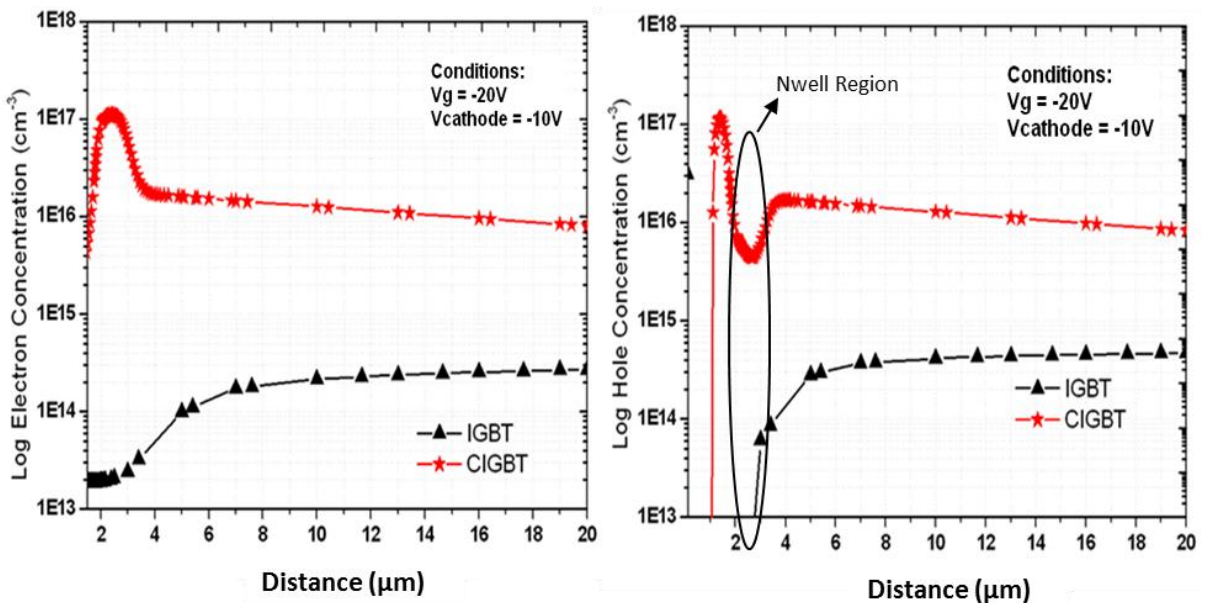 1E18
1E17
1E16
1E15
1E14
1E13
Log Electron Concentration (cm⁻³)
Conditions:
Vg = -20V
Vcathode = -10V
IGBT
CIGBT
2 4 6 8 10 12 14 16 18 20
Distance (µm)
1E18
1E17
1E16
1E15
1E14
1E13
Log Hole Concentration (cm⁻³)
Nwell Region
Conditions:
Vg = -20V
Vcathode = -10V
IGBT
CIGBT
2 4 6 8 10 12 14 16 18 20
Distance (µm)